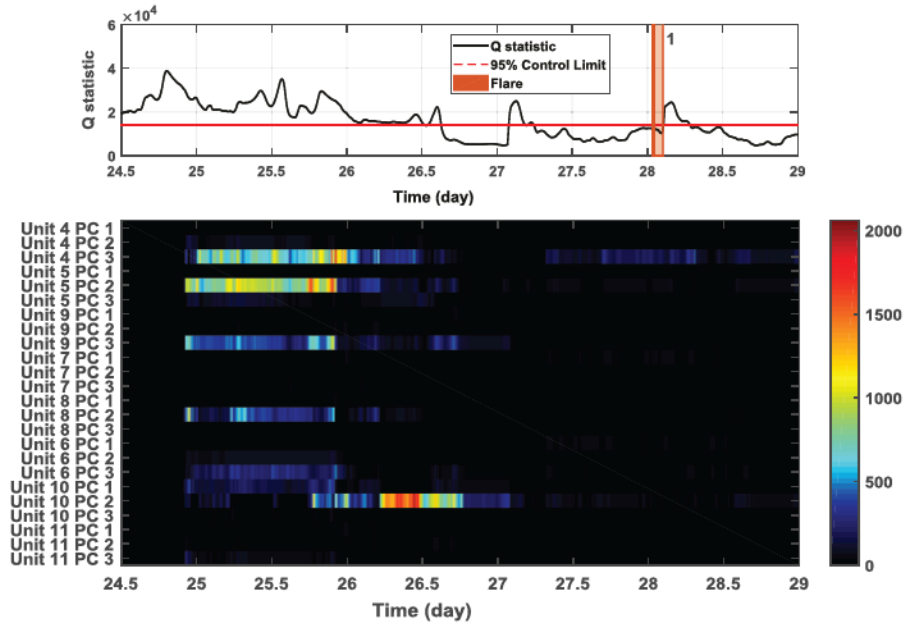 ×10⁴
6
4
2
0
Q statistic
Q statistic
95% Control Limit
Flare
1
24.5 25 25.5 26 26.5 27 27.5 28 28.5 29
Time (day)
Unit 4 PC 1
Unit 4 PC 2
Unit 4 PC 3
Unit 5 PC 1
Unit 5 PC 2
Unit 5 PC 3
Unit 9 PC 1
Unit 9 PC 2
Unit 9 PC 3
Unit 7 PC 1
Unit 7 PC 2
Unit 7 PC 3
Unit 8 PC 1
Unit 8 PC 2
Unit 8 PC 3
Unit 6 PC 1
Unit 6 PC 2
Unit 6 PC 3
Unit 10 PC 1
Unit 10 PC 2
Unit 10 PC 3
Unit 11 PC 1
Unit 11 PC 2
Unit 11 PC 3
24.5 25 25.5 26 26.5 27 27.5 28 28.5 29
Time (day)
2000
1500
1000
500
0